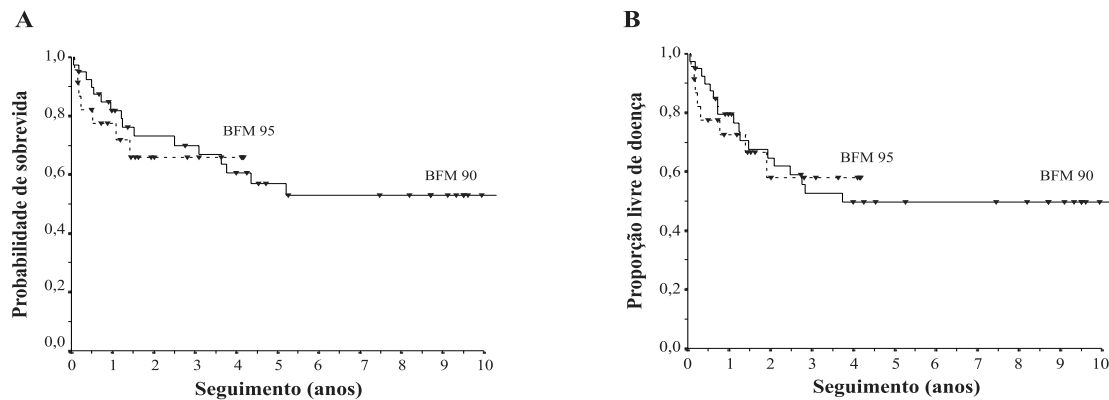 A
Probabilidade de sobrevida
1,0
0,8
0,6
0,4
0,2
0,0
BFM 95
BFM 90
0 1 2 3 4 5 6 7 8 9 10
Seguimento (anos)
B
Proporção livre de doença
1,0
0,8
0,6
0,4
0,2
0,0
BFM 95
BFM 90
0 1 2 3 4 5 6 7 8 9 10
Seguimento (anos)